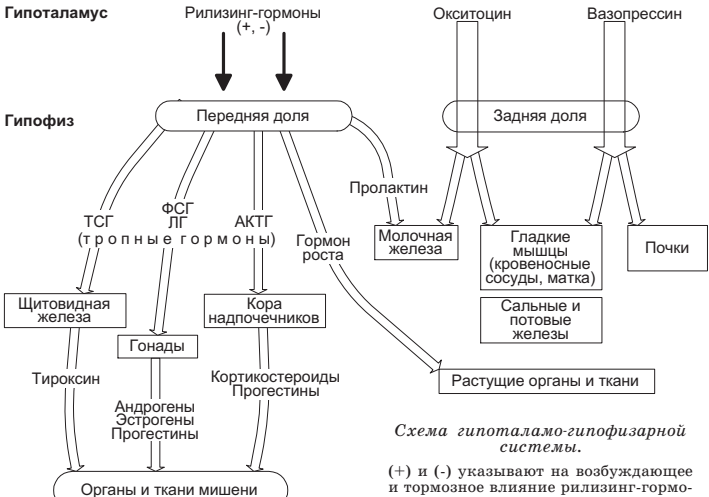 Гипоталамус
Рилизинг-гормоны
(+, -)
Окситоцин
Вазопрессин
Гипофиз
Передняя доля
Задняя доля
Пролактин
ТСГ
ФСГ
ЛГ
АКТГ
(тропные гормоны)
Гормон
роста
Молочная
железа
Гладкие
мышцы
(кровеносные
сосуды, матка)
Почки
Сальные и
потовые
железы
Щитовидная
железа
Гонады
Кора
надпочечников
Тироксин
Андрогены
Эстрогены
Прогестины
Кортикостероиды
Прогестины
Растущие органы и ткани
Органы и ткани мишени
Схема гипоталамо-гипофизарной
системы.
(+) и (-) указывают на возбуждающее
и тормозное влияние рилизинг-гормо-